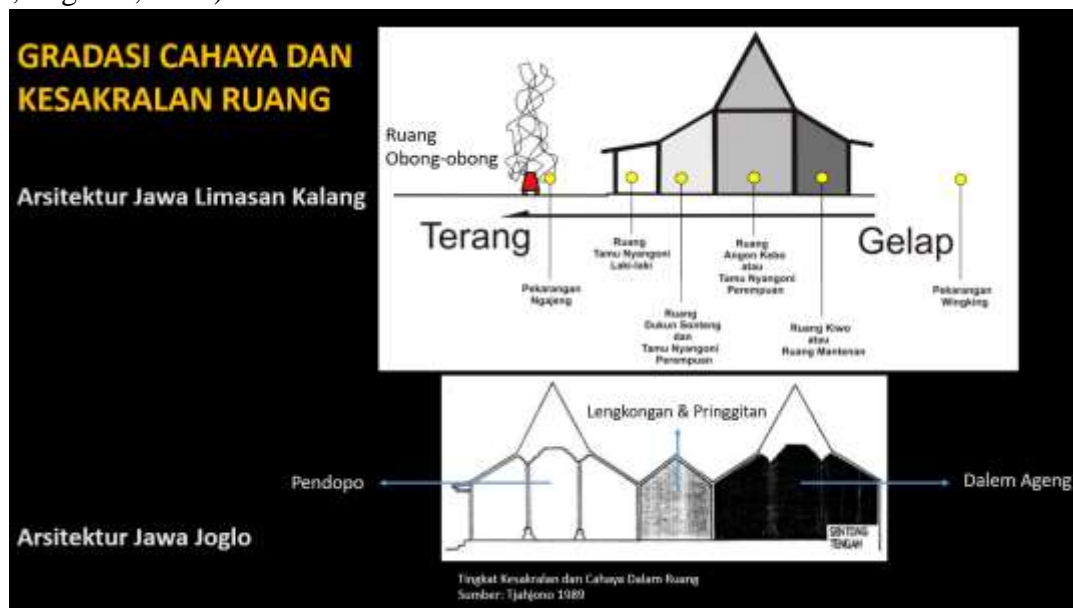 GRADASI CAHAYA DAN
KESAKRALAN RUANG
Arsitektur Jawa Limasan Kalang
Ruang
Obong-obong
Terang
Gelap
Pekarangan
Ngajeng
Ruang
Tamu Nyangoni
Laki-laki
Ruang
Dukun Sonteng
dan
Tamu Nyangoni
Perempuan
Ruang
Angon Kebo
atau
Tamu Nyangoni
Perempuan
Ruang Kiwo
atau
Ruang Mantenan
Pekarangan
Wingking
Lengkongan & Pringgitan
Pendopo
Dalem Ageng
SENTONG
TENGAH
Arsitektur Jawa Joglo
Tingkat Kesakralan dan Cahaya Dalam Ruang
Sumber: Tjahjono 1989